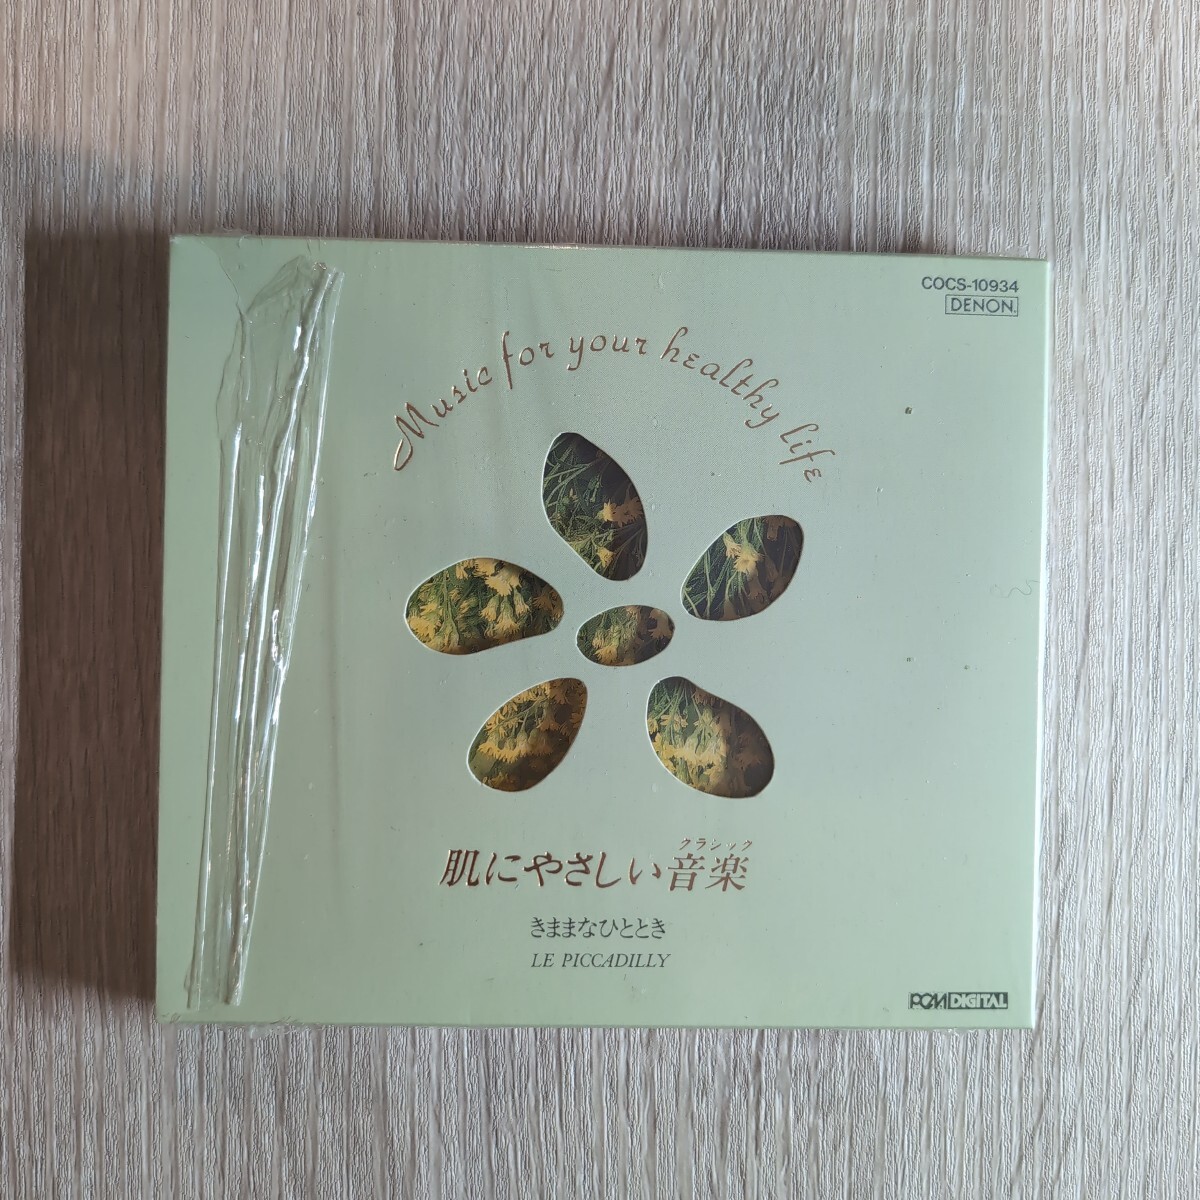 COCS-10934
DENON
Music for your healthy life
クラシック
肌にやさしい音楽
きままなひととき
LE PICCADILLY
PCM DIGITAL